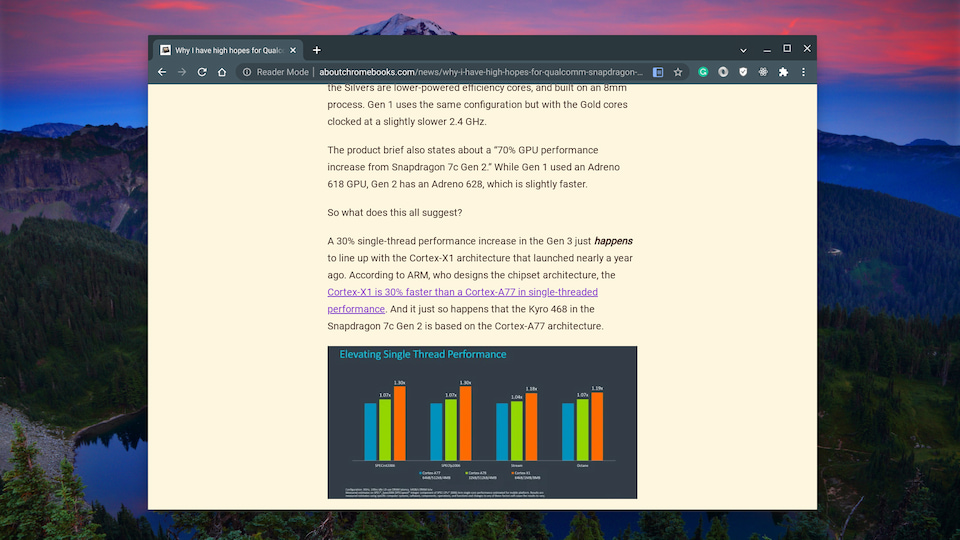 Why I have high hopes for Qualc
Reader Mode | aboutchromebooks.com/news/why-i-have-high-hopes-for-qualcomm-snapdragon-...
the Silvers are lower-powered efficiency cores, and built on an 8mm
process. Gen 1 uses the same configuration but with the Gold cores
clocked at a slightly slower 2.4 GHz.
The product brief also states about a “70% GPU performance
increase from Snapdragon 7c Gen 2.” While Gen 1 used an Adreno
618 GPU, Gen 2 has an Adreno 628, which is slightly faster.
So what does this all suggest?
A 30% single-thread performance increase in the Gen 3 just happens
to line up with the Cortex-X1 architecture that launched nearly a year
ago. According to ARM, who designs the chipset architecture, the
Cortex-X1 is 30% faster than a Cortex-A77 in single-threaded
performance. And it just so happens that the Kyro 468 in the
Snapdragon 7c Gen 2 is based on the Cortex-A77 architecture.
Elevating Single Thread Performance
1.30x 1.30x
1.07x 1.07x 1.04x 1.18x 1.07x 1.19x
Stream Octane
Cortex-A77 Cortex-A78 Cortex-X1